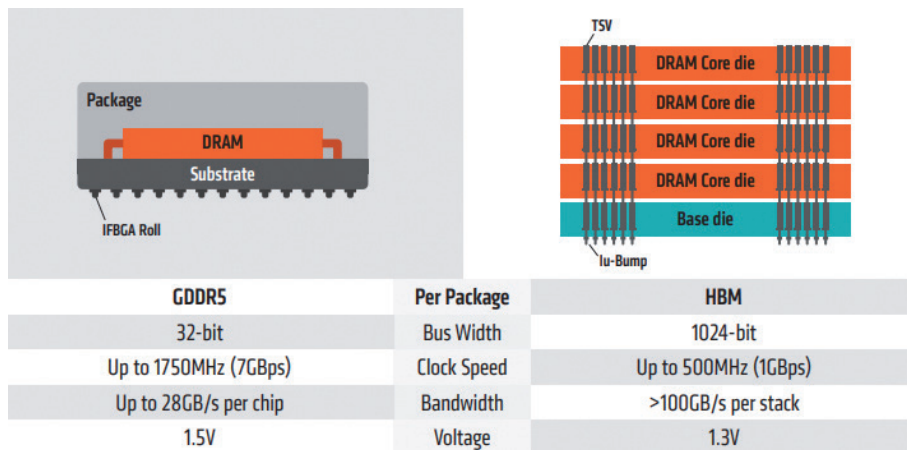 TSV
DRAM Core die
DRAM Core die
DRAM Core die
DRAM Core die
Base die
Iu-Bump
Package
DRAM
Substrate
IFBGA Roll
GDDR5 Per Package HBM
32-bit Bus Width 1024-bit
Up to 1750MHz (7GBps) Clock Speed Up to 500MHz (1GBps)
Up to 28GB/s per chip Bandwidth >100GB/s per stack
1.5V Voltage 1.3V